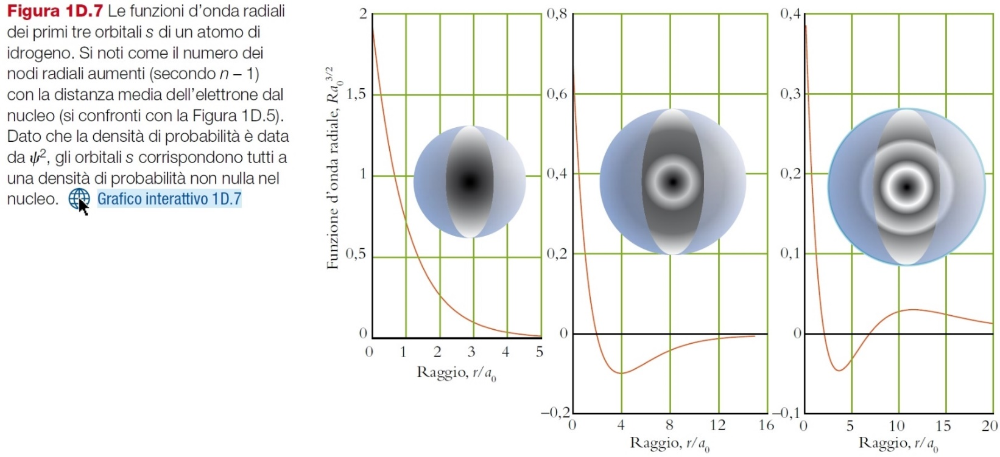 Figura 1D.7 Le funzioni d'onda radiali
dei primi tre orbitali s di un atomo di
idrogeno. Si noti come il numero dei
nodi radiali aumenti (secondo n – 1)
con la distanza media dell'elettrone dal
nucleo (si confronti con la Figura 1D.5).
Dato che la densità di probabilità è data
da ψ², gli orbitali s corrispondono tutti a
una densità di probabilità non nulla nel
nucleo. Grafico interattivo 1D.7
Funzione d'onda radiale, Ra₀³/²
2
1,5
1
0,5
0
0 1 2 3 4 5
Raggio, r/a₀
0,8
0,6
0,4
0,2
0
–0,2
0 4 8 12 16
Raggio, r/a₀
0,4
0,3
0,2
0,1
0
–0,1
0 5 10 15 20
Raggio, r/a₀